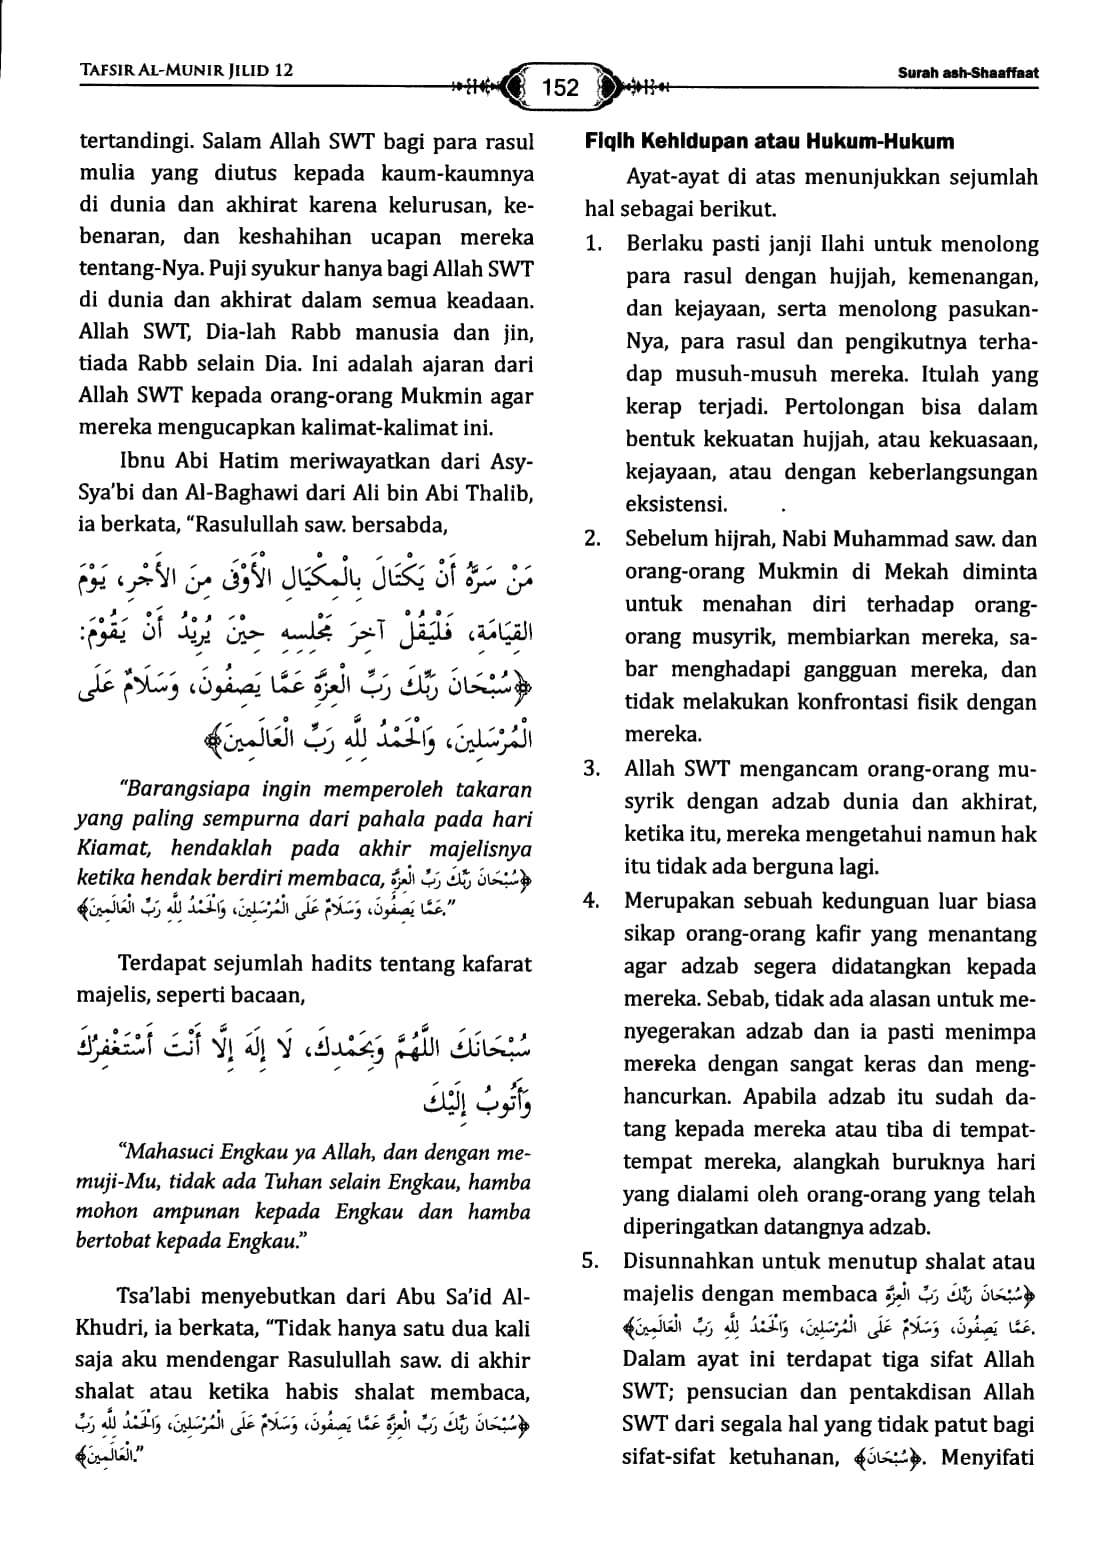 TAFSIR AL-MUNIR JILID 12
152
Surah ash-Shaaffaat
tertandingi. Salam Allah SWT bagi para rasul
mulia yang diutus kepada kaum-kaumnya
di dunia dan akhirat karena kelurusan, ke-
benaran, dan keshahihan ucapan mereka
tentang-Nya. Puji syukur hanya bagi Allah SWT
di dunia dan akhirat dalam semua keadaan.
Allah SWT, Dia-lah Rabb manusia dan jin,
tiada Rabb selain Dia. Ini adalah ajaran dari
Allah SWT kepada orang-orang Mukmin agar
mereka mengucapkan kalimat-kalimat ini.
Ibnu Abi Hatim meriwayatkan dari Asy-
Sya'bi dan Al-Baghawi dari Ali bin Abi Thalib,
ia berkata, “Rasulullah saw. bersabda,
مَنْ سَرَّهُ أَنْ يَكْتَالَ بِالْمِكْيَالِ الْأَوْفَى مِنَ الْأَجْرِ، يَوْمَ
القِيَامَةِ، فَلْيَقُلْ آخِرَ مَجْلِسِهِ حِيْنَ يُرِيْدُ أَنْ يَقُوْمَ:
﴿سُبْحَانَ رَبِّكَ رَبِّ الْعِزَّةِ عَمَّا يَصِفُونَ، وَسَلَامٌ عَلَى
الْمُرْسَلِينَ، وَالْحَمْدُ لِلَّهِ رَبِّ الْعَالَمِينَ﴾
“Barangsiapa ingin memperoleh takaran
yang paling sempurna dari pahala pada hari
Kiamat, hendaklah pada akhir majelisnya
ketika hendak berdiri membaca, ﴿سُبْحَانَ رَبِّكَ رَبِّ الْعِزَّةِ
عَمَّا يَصِفُونَ، وَسَلَامٌ عَلَى الْمُرْسَلِينَ، وَالْحَمْدُ لِلَّهِ رَبِّ الْعَالَمِينَ﴾.”
Terdapat sejumlah hadits tentang kafarat
majelis, seperti bacaan,
سُبْحَانَكَ اللَّهُمَّ وَبِحَمْدِكَ، لَا إِلَهَ إِلَّا أَنْتَ أَسْتَغْفِرُكَ
وَأَتُوبُ إِلَيْكَ
“Mahasuci Engkau ya Allah, dan dengan me-
muji-Mu, tidak ada Tuhan selain Engkau, hamba
mohon ampunan kepada Engkau dan hamba
bertobat kepada Engkau.”
Tsa'labi menyebutkan dari Abu Sa'id Al-
Khudri, ia berkata, “Tidak hanya satu dua kali
saja aku mendengar Rasulullah saw. di akhir
shalat atau ketika habis shalat membaca,
﴿سُبْحَانَ رَبِّكَ رَبِّ الْعِزَّةِ عَمَّا يَصِفُونَ، وَسَلَامٌ عَلَى الْمُرْسَلِينَ، وَالْحَمْدُ لِلَّهِ رَبِّ
الْعَالَمِينَ﴾.”
Fiqih Kehidupan atau Hukum-Hukum
Ayat-ayat di atas menunjukkan sejumlah
hal sebagai berikut.
1. Berlaku pasti janji Ilahi untuk menolong
para rasul dengan hujjah, kemenangan,
dan kejayaan, serta menolong pasukan-
Nya, para rasul dan pengikutnya terha-
dap musuh-musuh mereka. Itulah yang
kerap terjadi. Pertolongan bisa dalam
bentuk kekuatan hujjah, atau kekuasaan,
kejayaan, atau dengan keberlangsungan
eksistensi.
2. Sebelum hijrah, Nabi Muhammad saw. dan
orang-orang Mukmin di Mekah diminta
untuk menahan diri terhadap orang-
orang musyrik, membiarkan mereka, sa-
bar menghadapi gangguan mereka, dan
tidak melakukan konfrontasi fisik dengan
mereka.
3. Allah SWT mengancam orang-orang mu-
syrik dengan adzab dunia dan akhirat,
ketika itu, mereka mengetahui namun hak
itu tidak ada berguna lagi.
4. Merupakan sebuah kedunguan luar biasa
sikap orang-orang kafir yang menantang
agar adzab segera didatangkan kepada
mereka. Sebab, tidak ada alasan untuk me-
nyegerakan adzab dan ia pasti menimpa
mereka dengan sangat keras dan meng-
hancurkan. Apabila adzab itu sudah da-
tang kepada mereka atau tiba di tempat-
tempat mereka, alangkah buruknya hari
yang dialami oleh orang-orang yang telah
diperingatkan datangnya adzab.
5. Disunnahkan untuk menutup shalat atau
majelis dengan membaca ﴿سُبْحَانَ رَبِّكَ رَبِّ الْعِزَّةِ
عَمَّا يَصِفُونَ، وَسَلَامٌ عَلَى الْمُرْسَلِينَ، وَالْحَمْدُ لِلَّهِ رَبِّ الْعَالَمِينَ﴾.
Dalam ayat ini terdapat tiga sifat Allah
SWT; pensucian dan pentakdisan Allah
SWT dari segala hal yang tidak patut bagi
sifat-sifat ketuhanan, ﴿سُبْحَانَ﴾. Menyifati